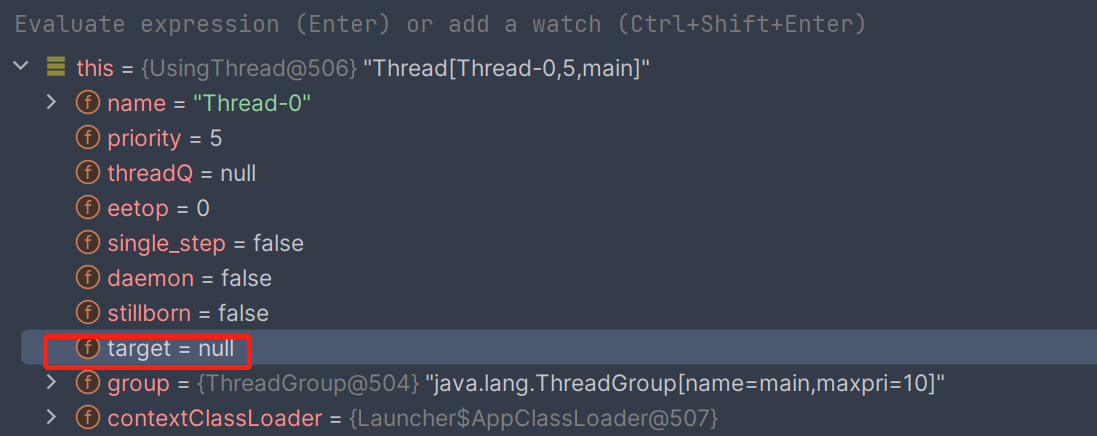 Evaluate expression (Enter) or add a watch (Ctrl+Shift+Enter)
this = {UsingThread@506} "Thread[Thread-0,5,main]"
f name = "Thread-0"
f priority = 5
f threadQ = null
f eetop = 0
f single_step = false
f daemon = false
f stillborn = false
f target = null
f group = {ThreadGroup@504} "java.lang.ThreadGroup[name=main,maxpri=10]"
f contextClassLoader = {Launcher$AppClassLoader@507}